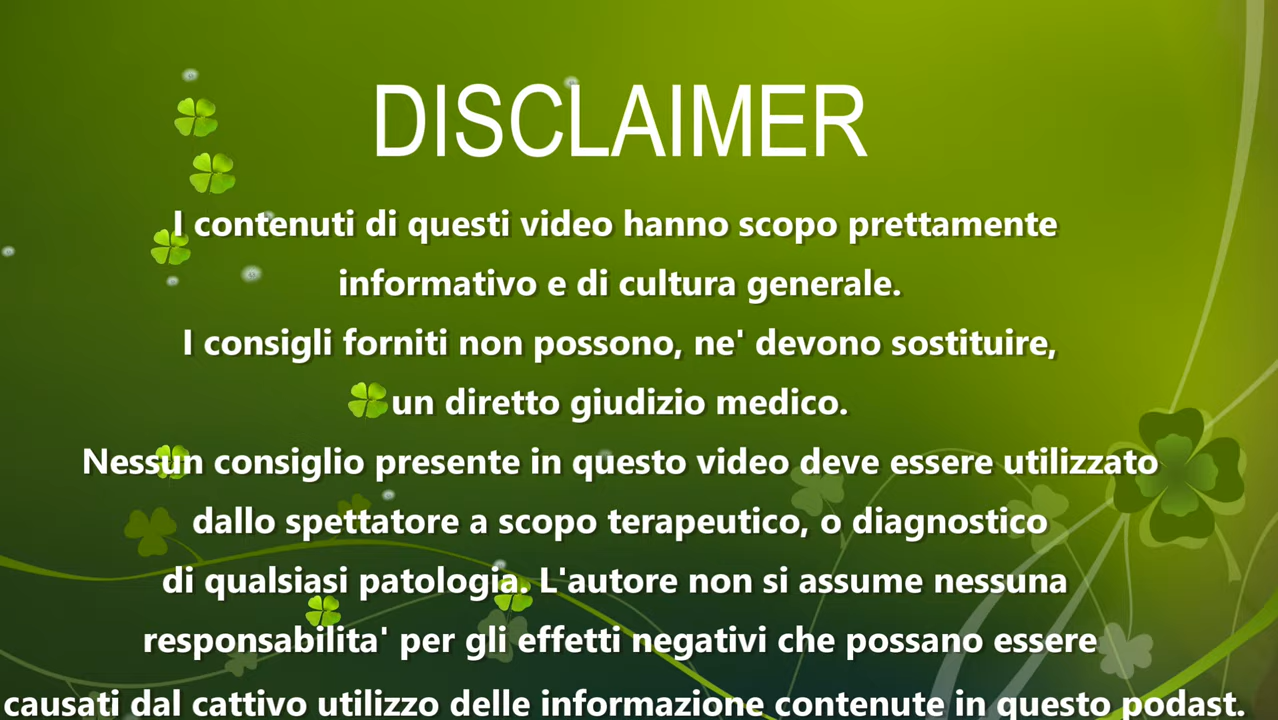 DISCLAIMER
I contenuti di questi video hanno scopo prettamente
informativo e di cultura generale.
I consigli forniti non possono, ne' devono sostituire,
un diretto giudizio medico.
Nessun consiglio presente in questo video deve essere utilizzato
dallo spettatore a scopo terapeutico, o diagnostico
di qualsiasi patologia. L'autore non si assume nessuna
responsabilita' per gli effetti negativi che possano essere
causati dal cattivo utilizzo delle informazione contenute in questo podast.